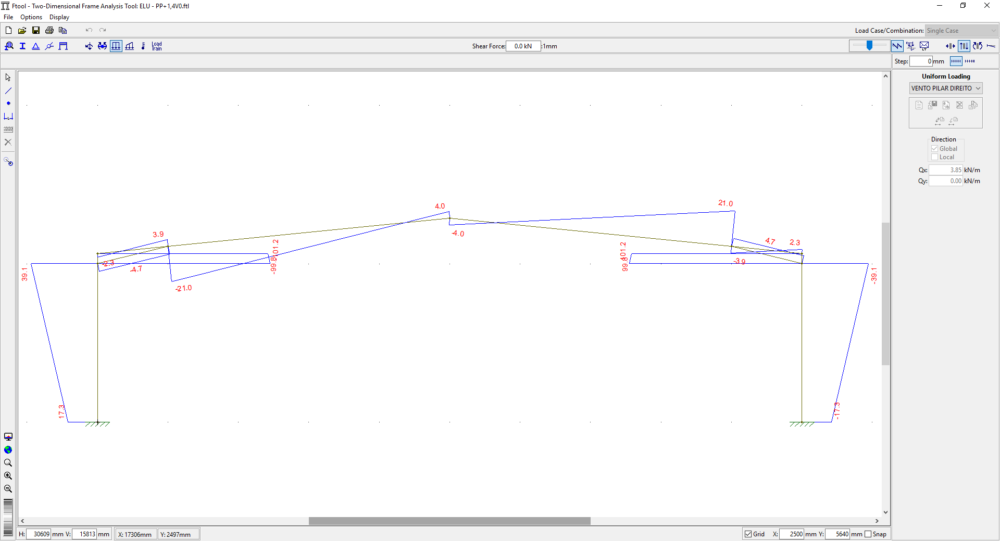 Ftool - Two-Dimensional Frame Analysis Tool: ELU - PP+1,4V0.ftl
File Options Display
Load Case/Combination: Single Case
Load Train
Shear Force: 0.0 kN :1mm
LT
Step: 0 mm
Uniform Loading
VENTO PILAR DIREITO
Direction
Global
Local
Qx: 3.85 kN/m
Qy: 0.00 kN/m
4.0
21.0
3.9
-4.0
101.2
101.2
4.7
2.3
-2.3
-4.7
-99.8
99.8
-3.9
39.1
-39.1
-21.0
17.3
-17.3
H: 30609 mm V: 15813 mm X: 17306mm Y: 2497mm
Grid X: 2500 mm Y: 5640 mm Snap